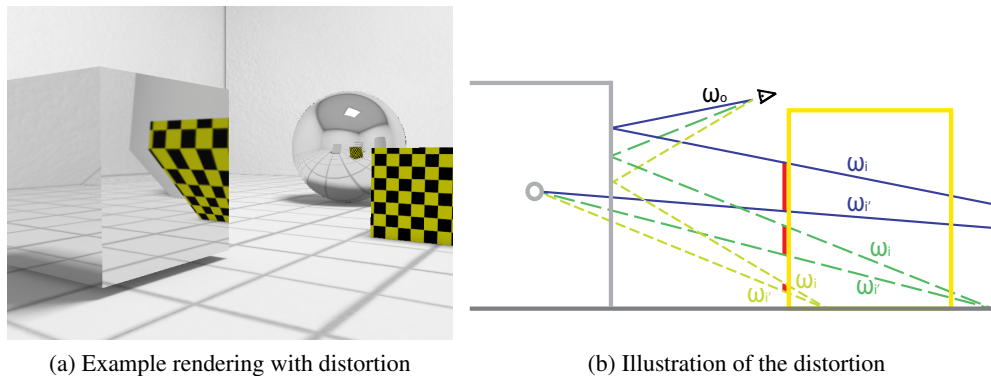 ωₒ
ωᵢ
ωᵢ'
ωᵢ
ωᵢ
ωᵢ'
ωᵢ'
(a) Example rendering with distortion
(b) Illustration of the distortion